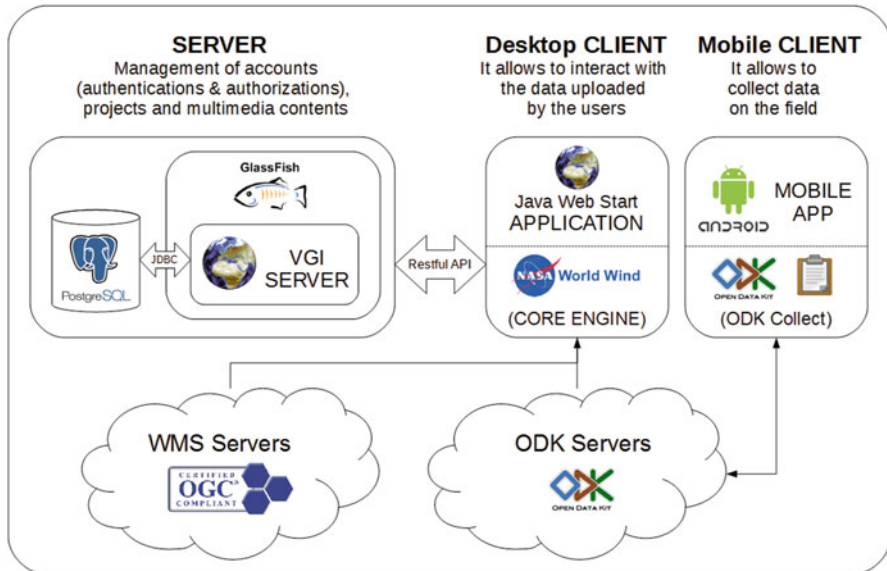 SERVER
Management of accounts
(authentications & authorizations),
projects and multimedia contents
Desktop CLIENT
It allows to interact with
the data uploaded
by the users
Mobile CLIENT
It allows to
collect data
on the field
GlassFish
PostgreSQL
JDBC
VGI
SERVER
Restful API
Java Web Start
APPLICATION
NASA
World Wind
(CORE ENGINE)
ANDROID
MOBILE
APP
OPEN DATA KIT
(ODK Collect)
WMS Servers
CERTIFIED
OGC®
COMPLIANT
ODK Servers
OPEN DATA KIT